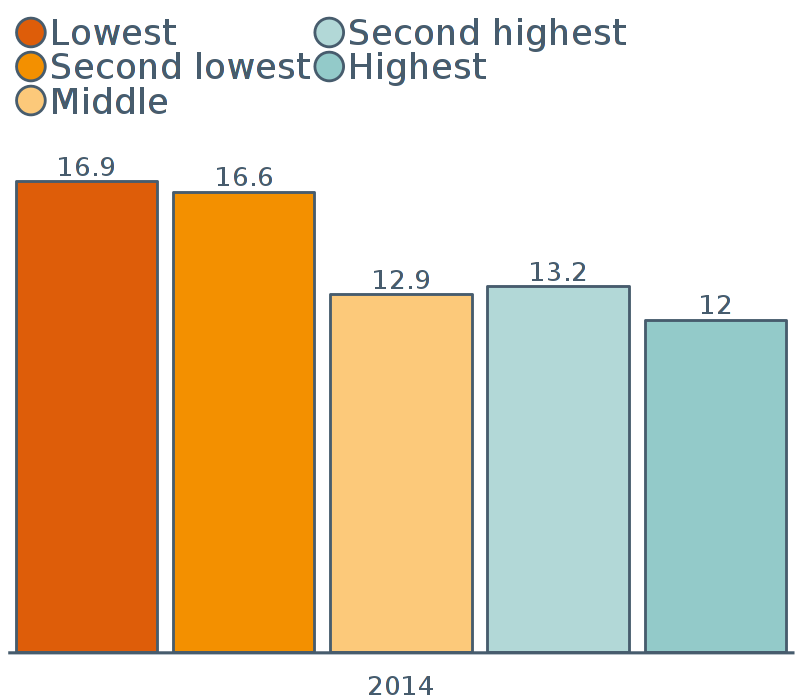 Lowest
Second lowest
Middle
Second highest
Highest
16.9
16.6
12.9
13.2
12
2014